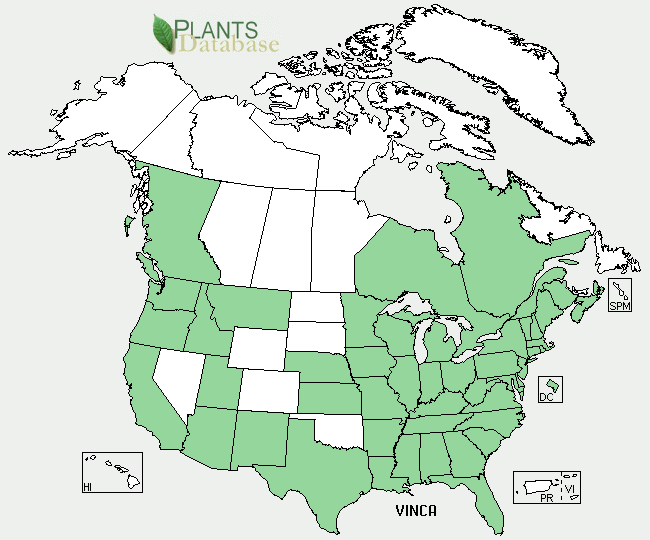 PLANTS
Database
SPM
DC
HI
PR
VI
VINCA